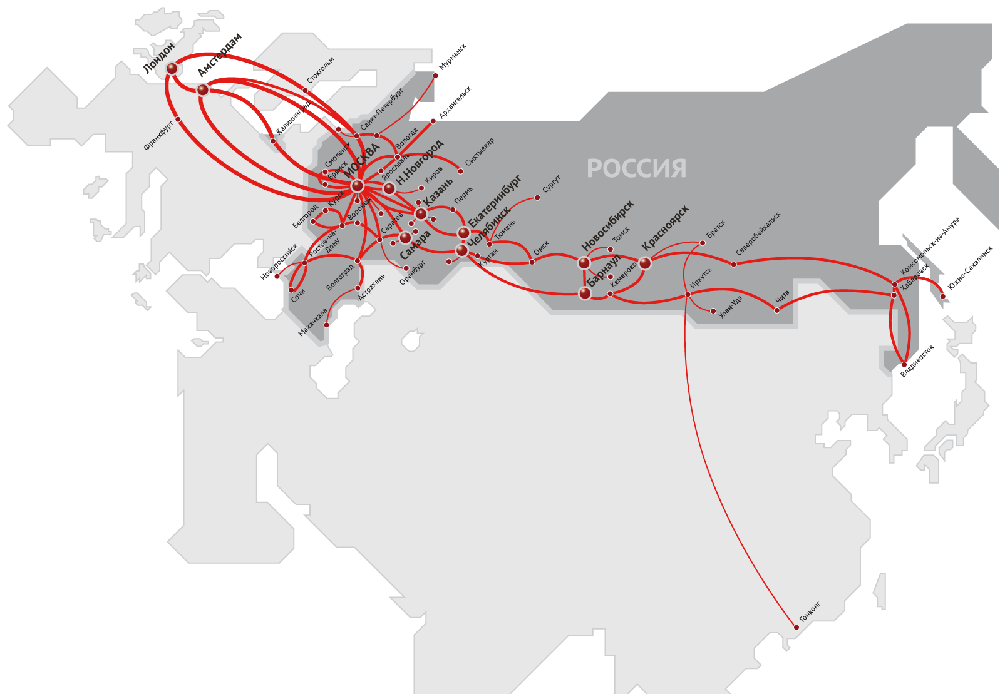 Лондон
Амстердам
Стокгольм
Мурманск
Франкфурт
Калининград
Санкт-Петербург
Архангельск
Смоленск
Брянск
МОСКВА
Вологда
Ярославль
Н.Новгород
Сыктывкар
РОССИЯ
Киров
Казань
Пермь
Екатеринбург
Челябинск
Сургут
Белгород
Курск
Воронеж
Саратов
Самара
Тюмень
Курган
Омск
Новосибирск
Томск
Красноярск
Братск
Северобайкальск
Комсомольск-на-Амуре
Хабаровск
Южно-Сахалинск
Новороссийск
Ростов-на-
Дону
Волгоград
Оренбург
Барнаул
Кемерово
Иркутск
Улан-Удэ
Чита
Сочи
Астрахань
Махачкала
Владивосток
Гонконг